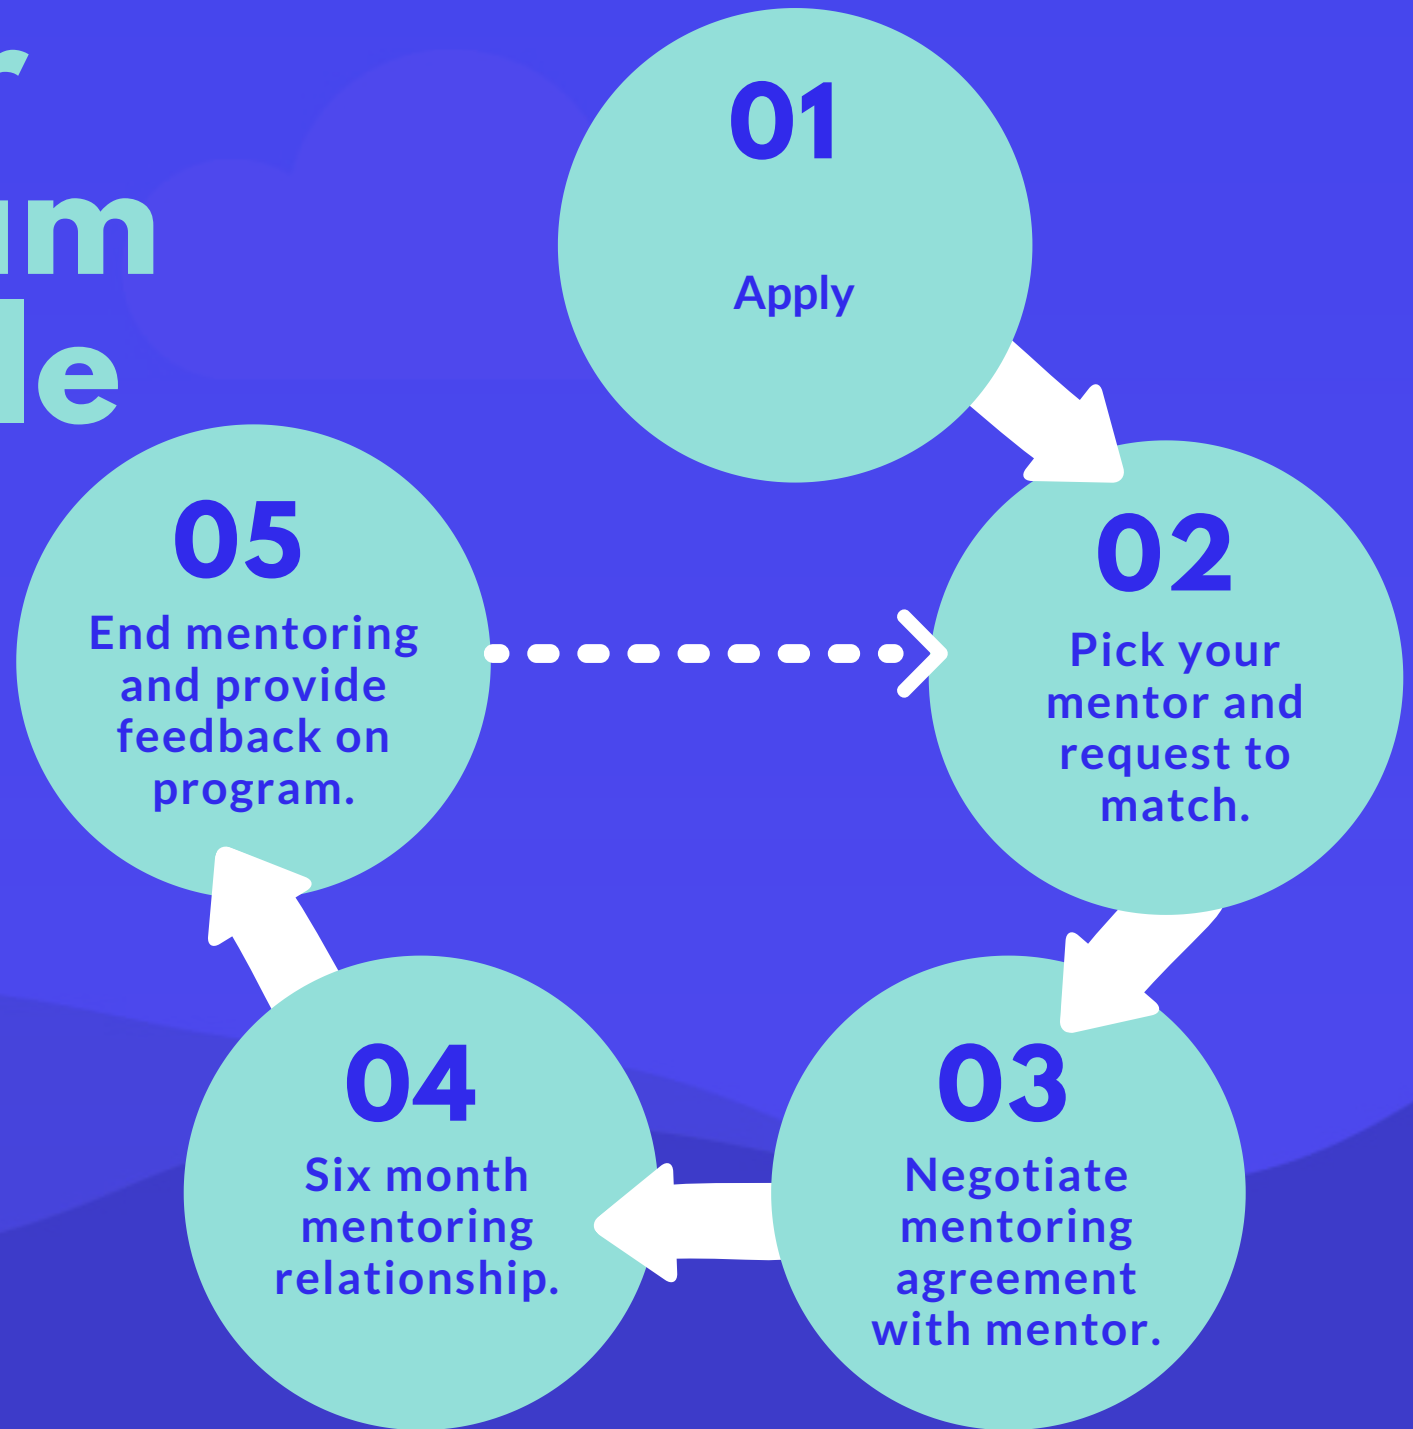 01
Apply
02
Pick your
mentor and
request to
match.
03
Negotiate
mentoring
agreement
with mentor.
04
Six month
mentoring
relationship.
05
End mentoring
and provide
feedback on
program.